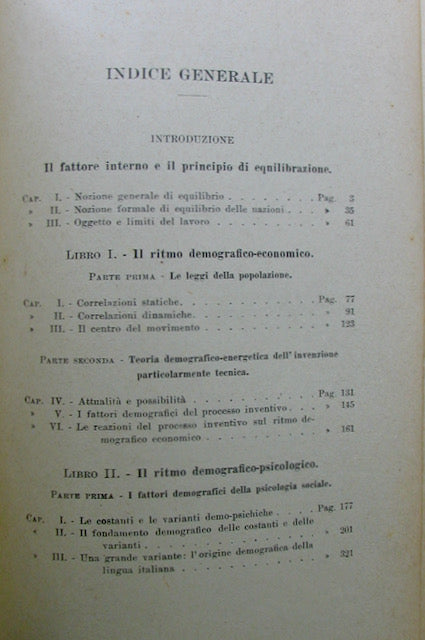 INDICE GENERALE
INTRODUZIONE
Il fattore interno e il principio di equilibrazione.
CAP. I. - Nozione generale di equilibrio . . . . . . . . Pag. 3
» II. - Nozione formale di equilibrio delle nazioni . . . » 35
» III. - Oggetto e limiti del lavoro . . . . . . . . . » 61
LIBRO I. - Il ritmo demografico-economico.
PARTE PRIMA - Le leggi della popolazione.
CAP. I. - Correlazioni statiche. . . . . . . . . . . Pag. 77
» II. - Correlazioni dinamiche. . . . . . . . . . . » 91
» III. - Il centro del movimento . . . . . . . . . . » 123
PARTE SECONDA - Teoria demografico-energetica dell'invenzione
particolarmente tecnica.
CAP. IV. - Attualità e possibilità . . . . . . . . . . Pag. 131
» V. - I fattori demografici del processo inventivo. . . » 145
» VI. - Le reazioni del processo inventivo sul ritmo de-
mografico economico . . . . . . . . . . » 161
LIBRO II. - Il ritmo demografico-psicologico.
PARTE PRIMA - I fattori demografici della psicologia sociale.
CAP. I. - Le costanti e le varianti demo-psichiche . . . . Pag. 177
» II. - Il fondamento demografico delle costanti e delle
varianti . . . . . . . . . . . . . . » 201
» III. - Una grande variante: l'origine demografica della
lingua italiana . . . . . . . . . . . . » 321